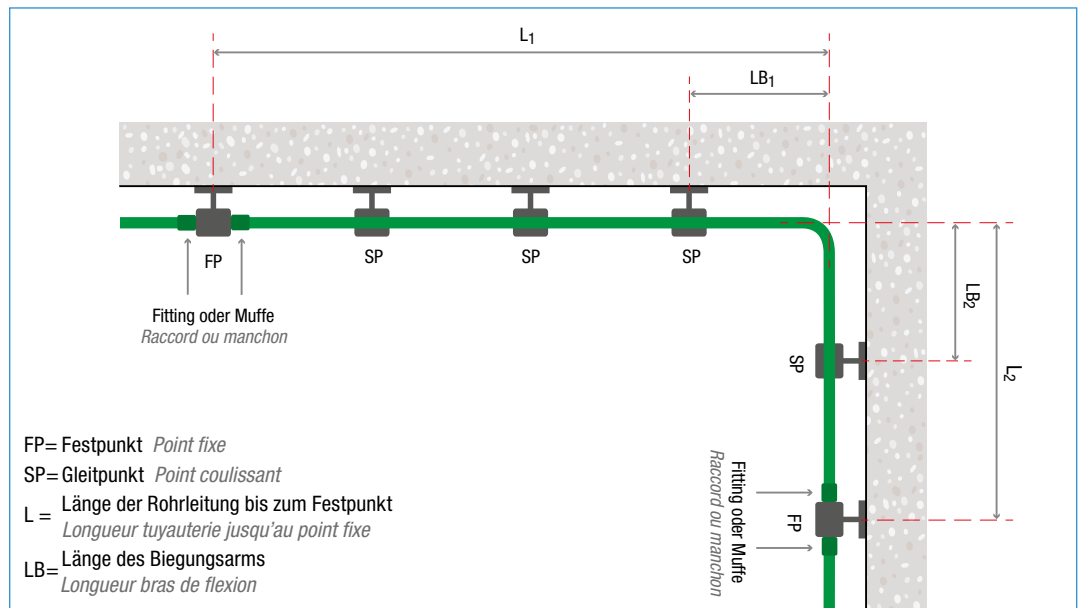 L1
LB1
FP
SP
SP
SP
Fitting oder Muffe
Raccord ou manchon
LB2
L2
SP
Fitting oder Muffe
Raccord ou manchon
FP
FP= Festpunkt Point fixe
SP= Gleitpunkt Point coulissant
L = Länge der Rohrleitung bis zum Festpunkt
Longueur tuyauterie jusqu'au point fixe
LB= Länge des Biegungsarms
Longueur bras de flexion